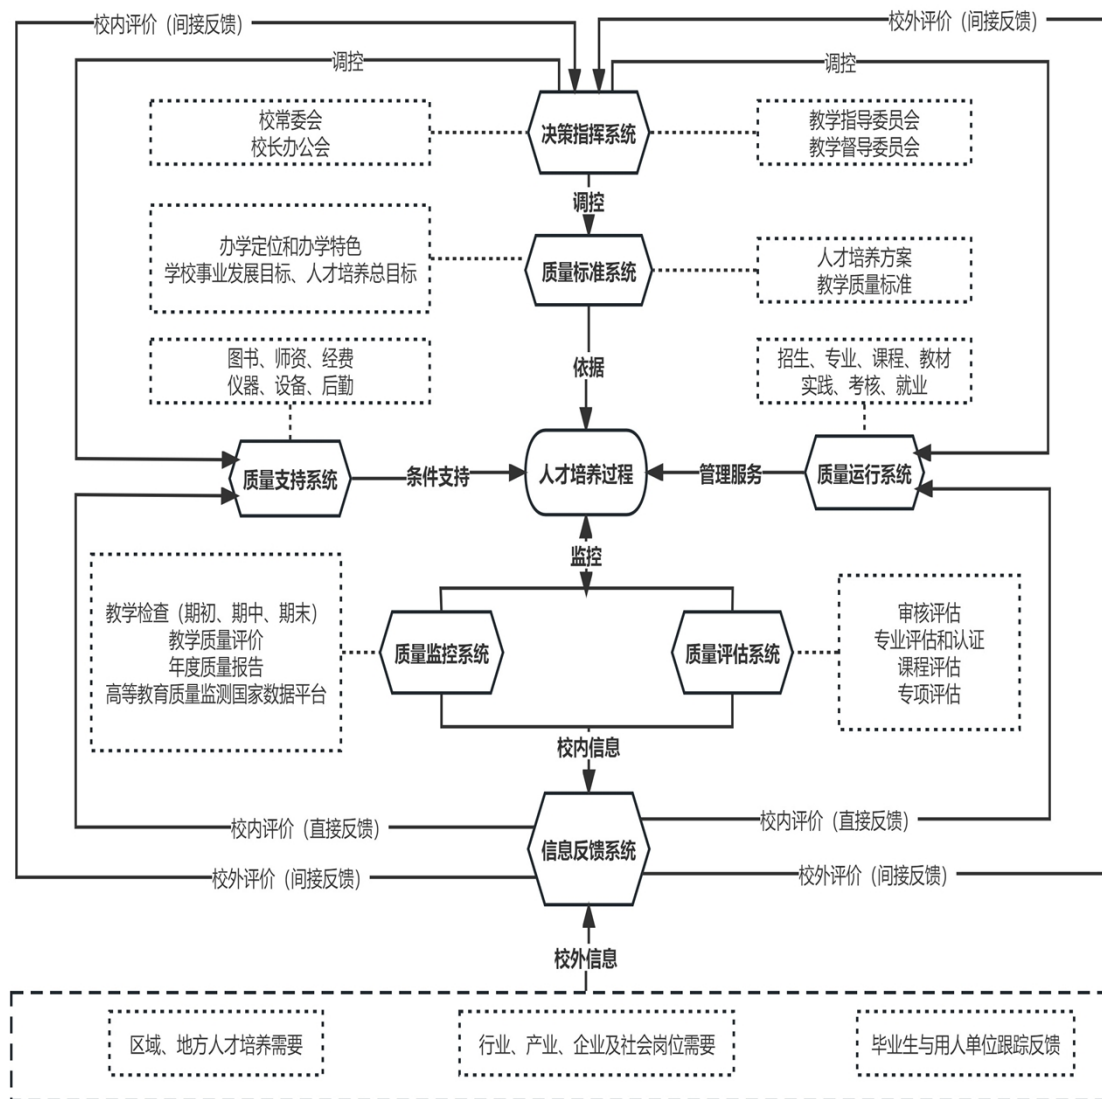 校内评价（间接反馈）
校外评价（间接反馈）
调控
调控
校常委会
校长办公会
决策指挥系统
教学指导委员会
教学督导委员会
调控
办学定位和办学特色
学校事业发展目标、人才培养总目标
质量标准系统
人才培养方案
教学质量标准
图书、师资、经费
仪器、设备、后勤
依据
招生、专业、课程、教材
实践、考核、就业
质量支持系统
条件支持
人才培养过程
管理服务
质量运行系统
监控
教学检查（期初、期中、期末）
教学质量评价
年度质量报告
高等教育质量监测国家数据平台
质量监控系统
质量评估系统
审核评估
专业评估和认证
课程评估
专项评估
校内信息
校内评价（直接反馈）
校内评价（直接反馈）
信息反馈系统
校外评价（间接反馈）
校外评价（间接反馈）
校外信息
区域、地方人才培养需要
行业、产业、企业及社会岗位需要
毕业生与用人单位跟踪反馈